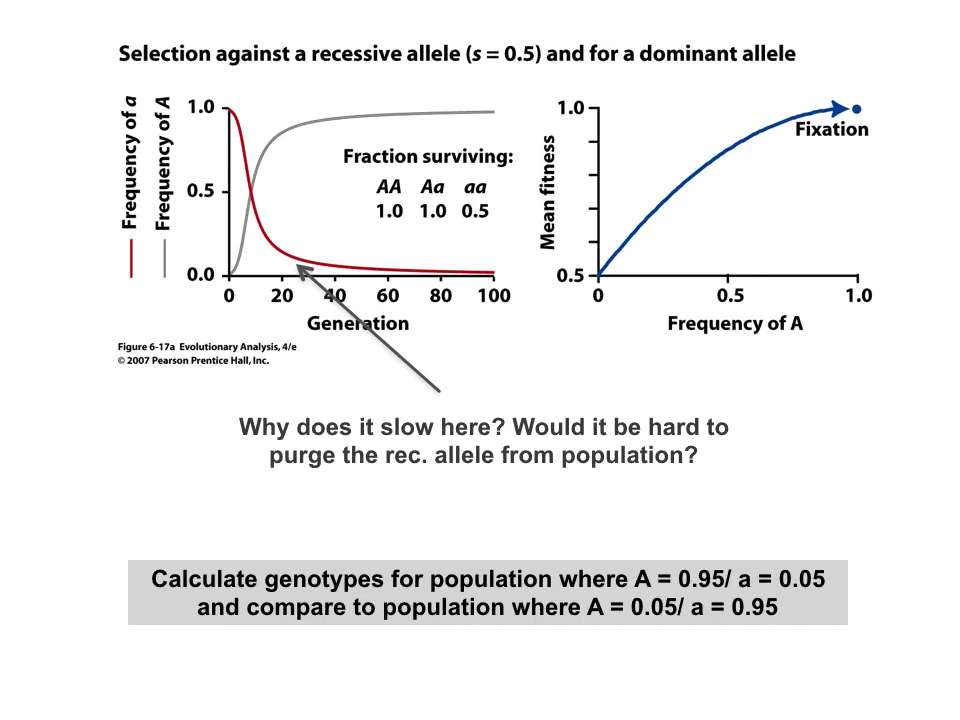 Selection against a recessive allele (s = 0.5) and for a dominant allele
Frequency of a
Frequency of A
1.0
0.5
0.0
Fraction surviving:
AA Aa aa
1.0 1.0 0.5
0 20 40 60 80 100
Generation
Mean fitness
1.0
0.5
Fixation
0 0.5 1.0
Frequency of A
Figure 6-17a Evolutionary Analysis, 4/e
© 2007 Pearson Prentice Hall, Inc.
Why does it slow here? Would it be hard to
purge the rec. allele from population?
Calculate genotypes for population where A = 0.95/ a = 0.05
and compare to population where A = 0.05/ a = 0.95